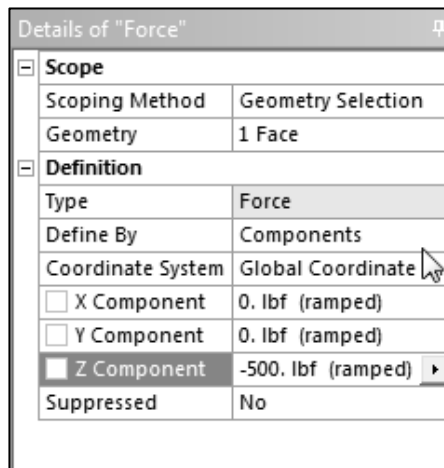 Details of "Force"
Scope
Scoping Method Geometry Selection
Geometry 1 Face
Definition
Type Force
Define By Components
Coordinate System Global Coordinate
X Component 0. lbf (ramped)
Y Component 0. lbf (ramped)
Z Component -500. lbf (ramped)
Suppressed No